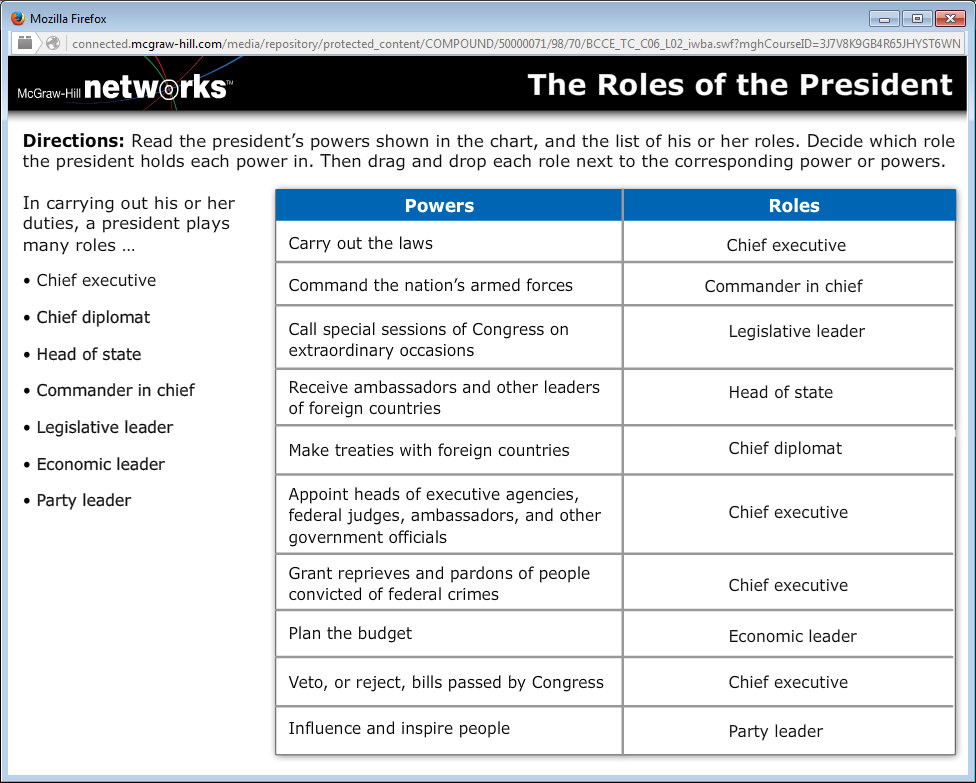 Mozilla Firefox
connected.mcgraw-hill.com/media/repository/protected_content/COMPOUND/50000071/98/70/BCCE_TC_C06_L02_iwba.swf?mghCourseID=3J7V8K9GB4R65JHYST6WN
McGraw-Hill networks™
The Roles of the President
Directions: Read the president's powers shown in the chart, and the list of his or her roles. Decide which role
the president holds each power in. Then drag and drop each role next to the corresponding power or powers.
In carrying out his or her
duties, a president plays
many roles …
• Chief executive
• Chief diplomat
• Head of state
• Commander in chief
• Legislative leader
• Economic leader
• Party leader
Powers
Roles
Carry out the laws
Chief executive
Command the nation's armed forces
Commander in chief
Call special sessions of Congress on
extraordinary occasions
Legislative leader
Receive ambassadors and other leaders
of foreign countries
Head of state
Make treaties with foreign countries
Chief diplomat
Appoint heads of executive agencies,
federal judges, ambassadors, and other
government officials
Chief executive
Grant reprieves and pardons of people
convicted of federal crimes
Chief executive
Plan the budget
Economic leader
Veto, or reject, bills passed by Congress
Chief executive
Influence and inspire people
Party leader